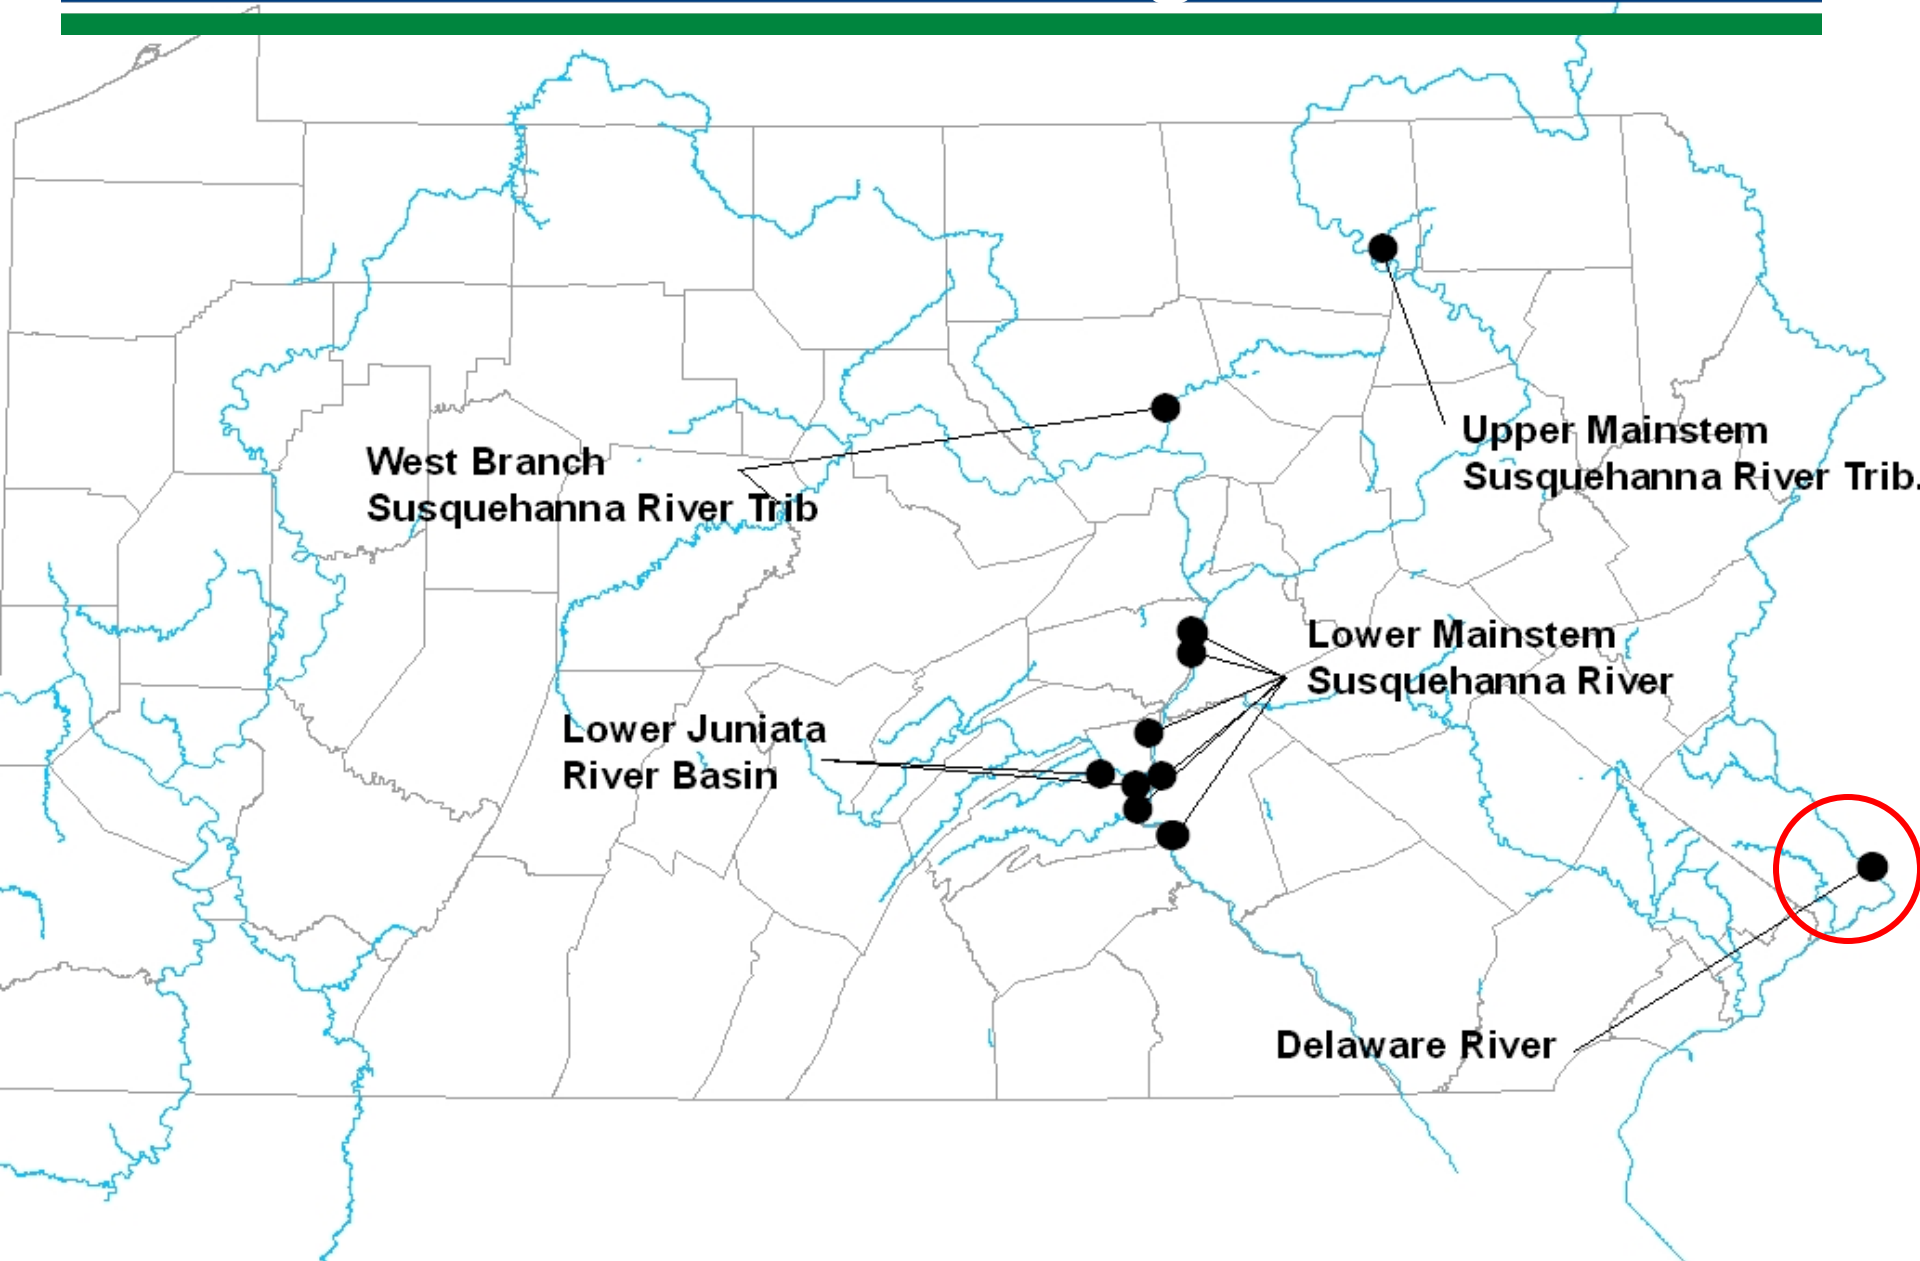 Upper Mainstem
Susquehanna River Trib.
West Branch
Susquehanna River Trib
Lower Mainstem
Susquehanna River
Lower Juniata
River Basin
Delaware River